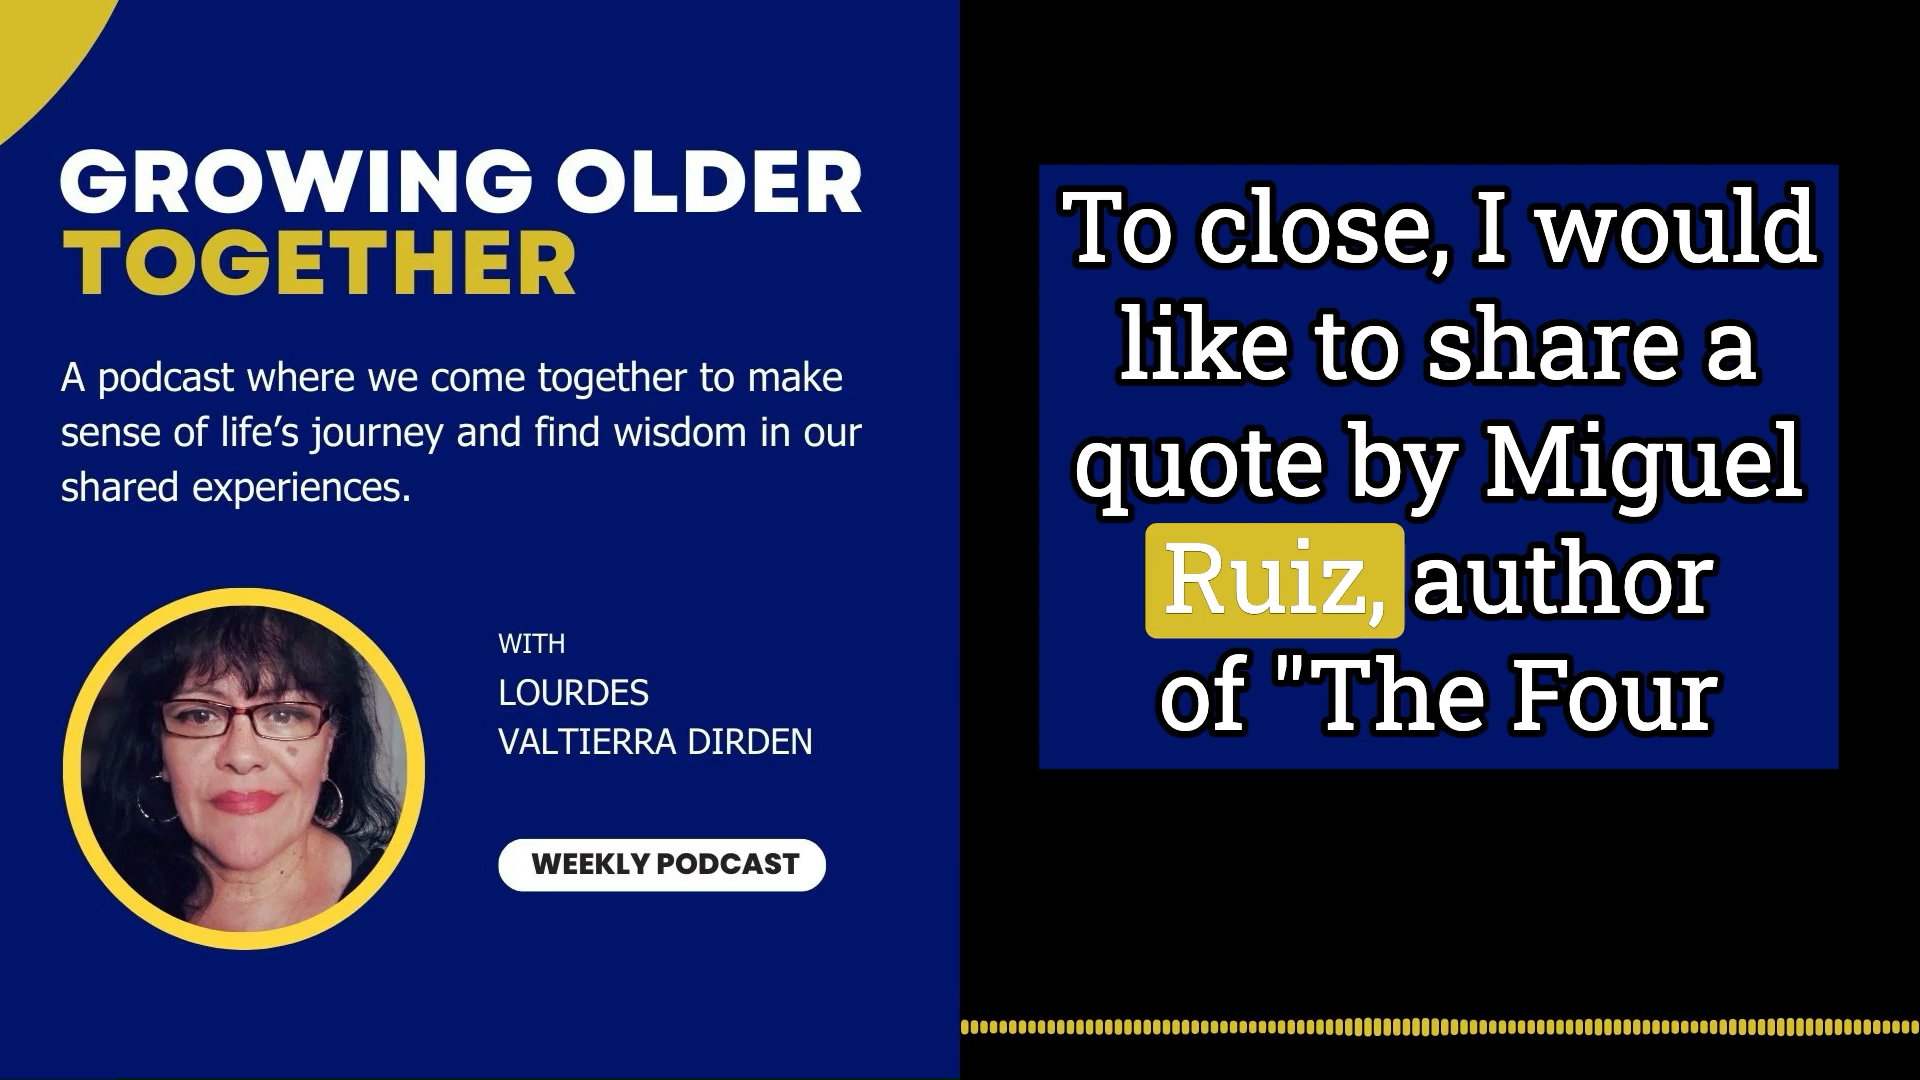 GROWING OLDER
TOGETHER
A podcast where we come together to make
sense of life’s journey and find wisdom in our
shared experiences.
WITH
LOURDES
VALTIERRA DIRDEN
WEEKLY PODCAST
To close, I would
like to share a
quote by Miguel
Ruiz, author
of "The Four